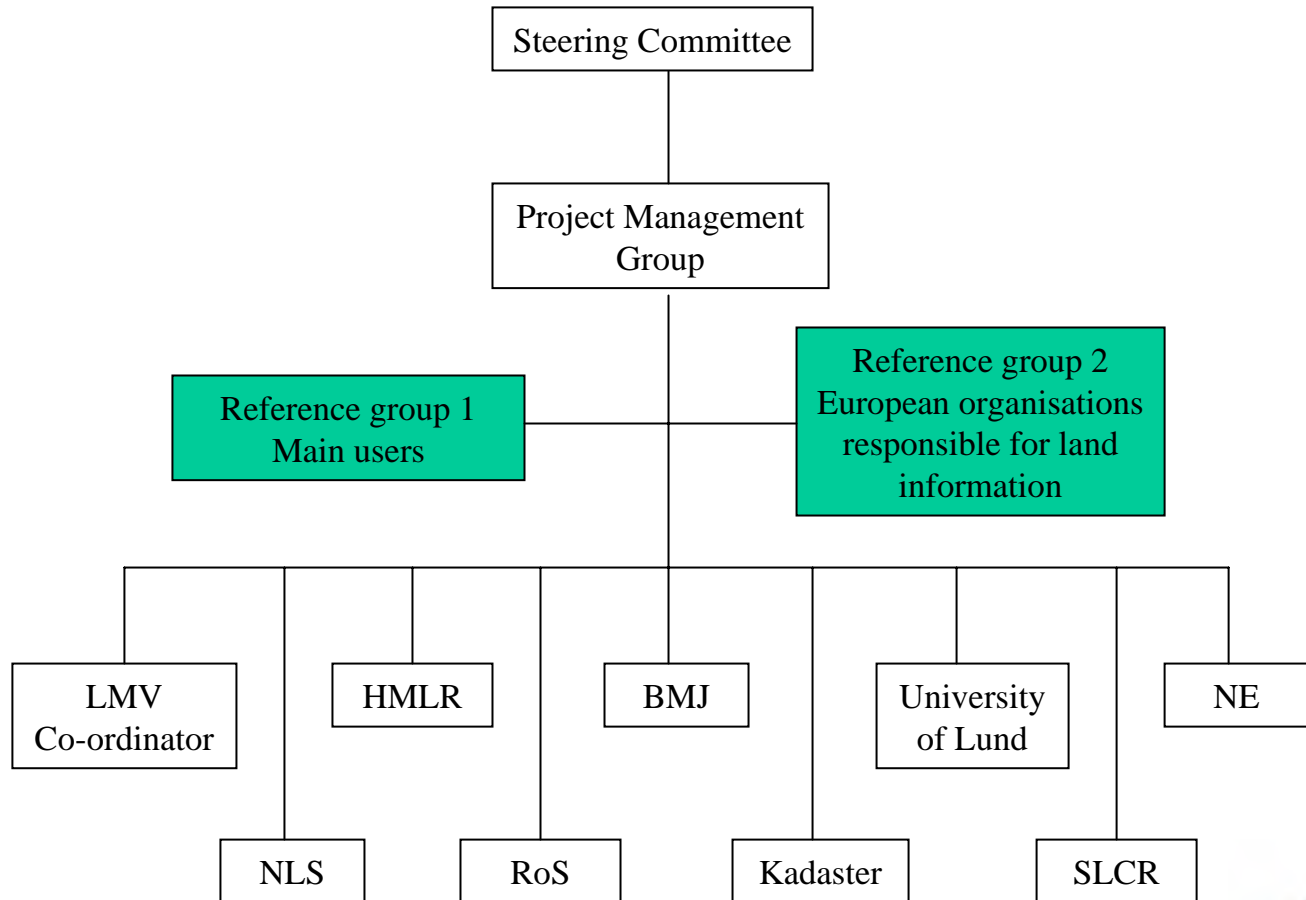 Steering Committee
Project Management
Group
Reference group 1
Main users
Reference group 2
European organisations
responsible for land
information
LMV
Co-ordinator
HMLR
BMJ
University
of Lund
NE
NLS
RoS
Kadaster
SLCR